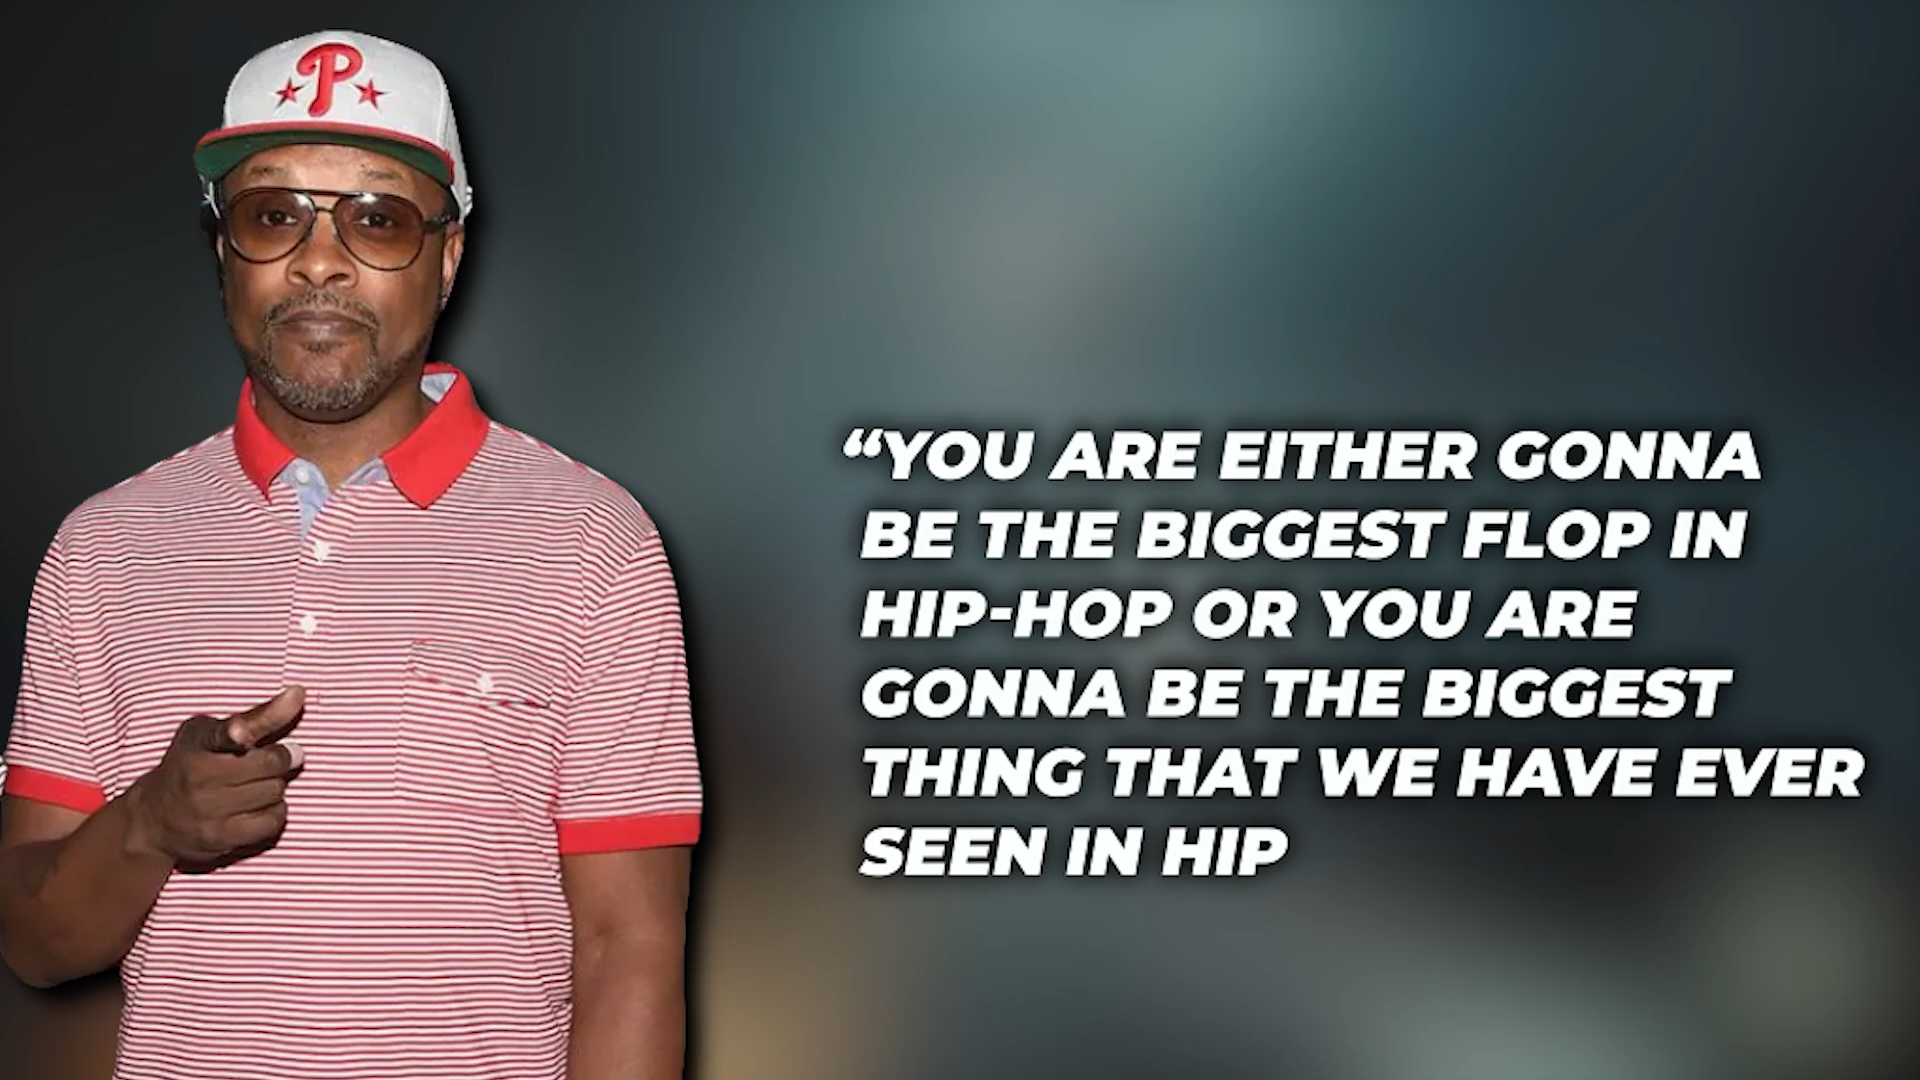 P
“YOU ARE EITHER GONNA
BE THE BIGGEST FLOP IN
HIP-HOP OR YOU ARE
GONNA BE THE BIGGEST
THING THAT WE HAVE EVER
SEEN IN HIP